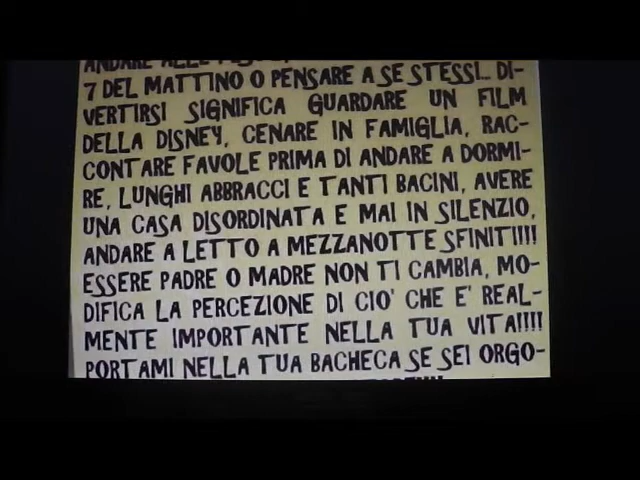 ANDARE ALLE
7 DEL MATTINO O PENSARE A SE STESSI... DI-
VERTIRSI SIGNIFICA GUARDARE UN FILM
DELLA DISNEY, CENARE IN FAMIGLIA, RAC-
CONTARE FAVOLE PRIMA DI ANDARE A DORMI-
RE, LUNGHI ABBRACCI E TANTI BACINI, AVERE
UNA CASA DISORDINATA E MAI IN SILENZIO,
ANDARE A LETTO A MEZZANOTTE SFINITI!!!!
ESSERE PADRE O MADRE NON TI CAMBIA, MO-
DIFICA LA PERCEZIONE DI CIO' CHE E' REAL-
MENTE IMPORTANTE NELLA TUA VITA!!!!
PORTAMI NELLA TUA BACHECA SE SEI ORGO-